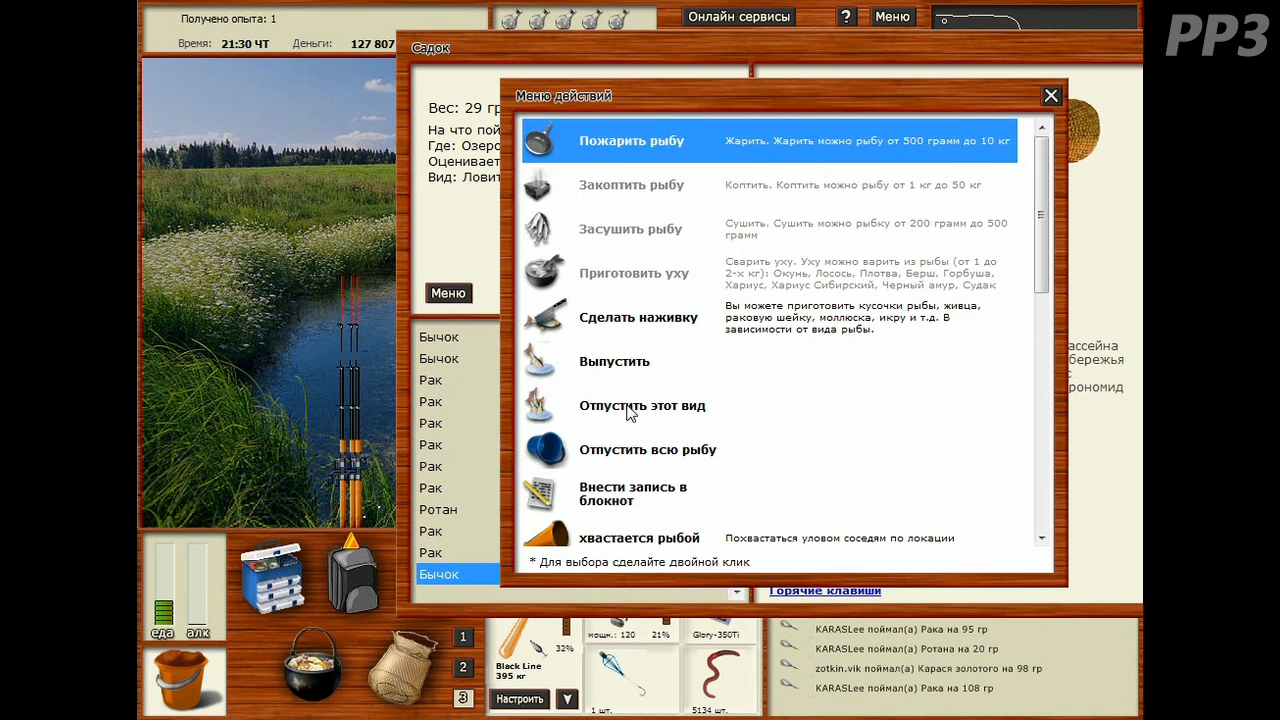 Получено опыта: 1
Онлайн сервисы
?
Меню
PP3
Время: 21:30 ЧТ Деньги: 127 807
Садок
Вес: 29 гр
На что пой
Где: Озеро
Оценивает
Вид: Ловит
Меню
Бычок
Бычок
Рак
Рак
Рак
Рак
Рак
Рак
Ротан
Рак
Рак
Бычок
Меню действий
Пожарить рыбу Жарить. Жарить можно рыбу от 500 грамм до 10 кг
Закоптить рыбу Коптить. Коптить можно рыбу от 1 кг до 50 кг
Засушить рыбу Сушить. Сушить можно рыбку от 200 грамм до 500
грамм
Приготовить уху Сварить уху. Уху можно варить из рыбы (от 1 до
2-х кг): Окунь, Лосось, Плотва, Берш, Горбуша,
Хариус, Хариус Сибирский, Черный амур, Судак
Сделать наживку Вы можете приготовить кусочки рыбы, живца,
раковую шейку, моллюска, икру и т.д. В
зависимости от вида рыбы.
Выпустить
Отпустить этот вид
Отпустить всю рыбу
Внести запись в
блокнот
хвастается рыбой Похвастаться уловом соседям по локации
* Для выбора сделайте двойной клик
ассейна
бережья
с
рономид
Горячие клавиши
еда алк
1
2
3
32%
Black Line
395 кг
Настроить
мощн.: 120 21%
Glory-350Ti
1 шт.
5134 шт.
KARASLee поймал(а) Рака на 95 гр
KARASLee поймал(а) Ротана на 20 гр
zotkin.vik поймал(а) Карася золотого на 98 гр
KARASLee поймал(а) Рака на 108 гр